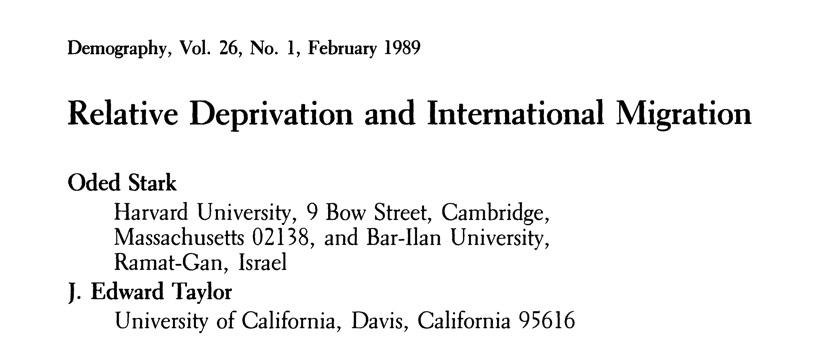 Demography, Vol. 26, No. 1, February 1989
Relative Deprivation and International Migration
Oded Stark
Harvard University, 9 Bow Street, Cambridge,
Massachusetts 02138, and Bar-Ilan University,
Ramat-Gan, Israel
J. Edward Taylor
University of California, Davis, California 95616